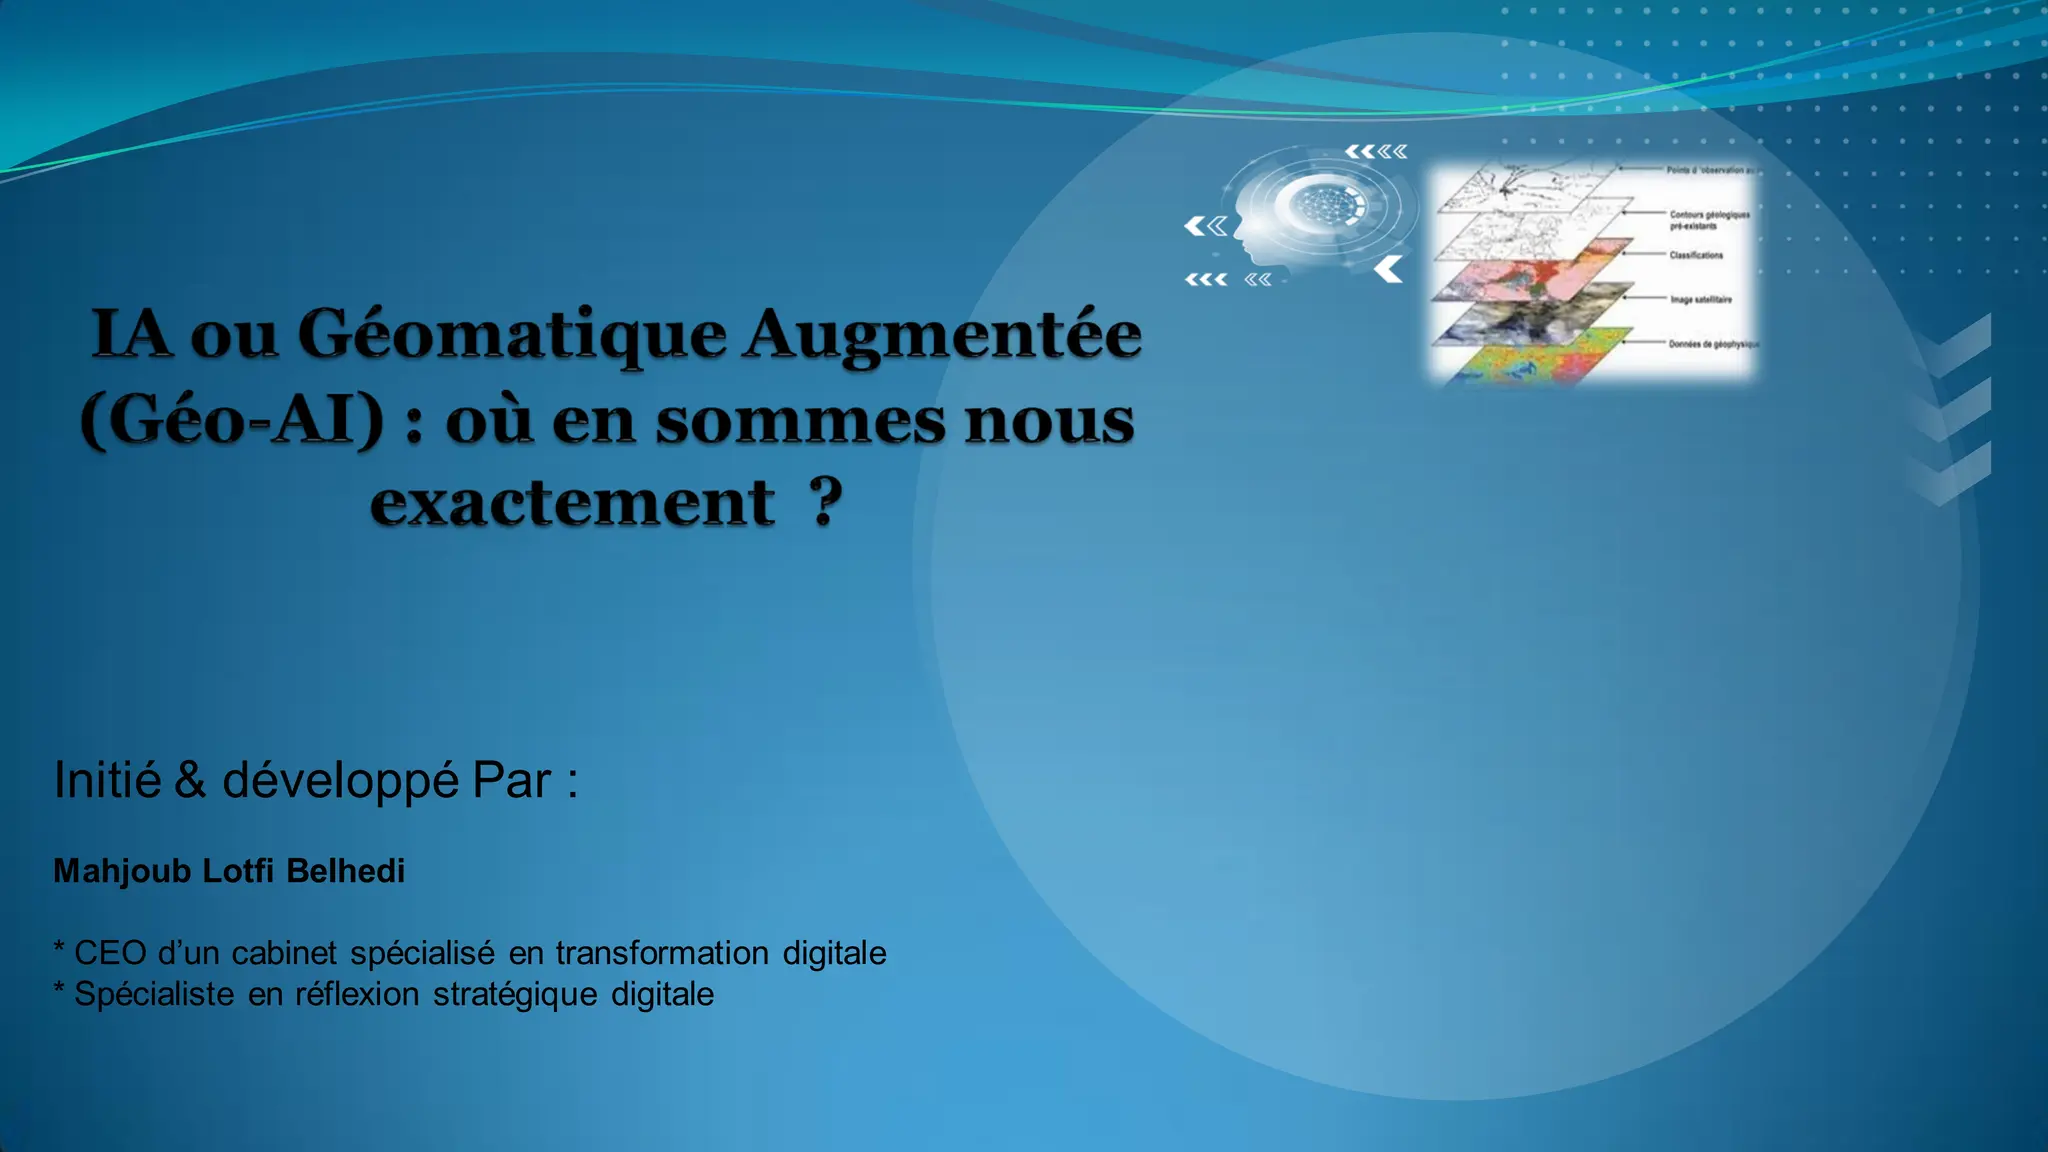 IA ou Géomatique Augmentée
(Géo-AI) : où en sommes nous
exactement ?
Points d 'observation au
Contours géologiques
pré-existants
Classifications
Image satellitaire
Données de géophysique
Initié & développé Par :
Mahjoub Lotfi Belhedi
* CEO d’un cabinet spécialisé en transformation digitale
* Spécialiste en réflexion stratégique digitale